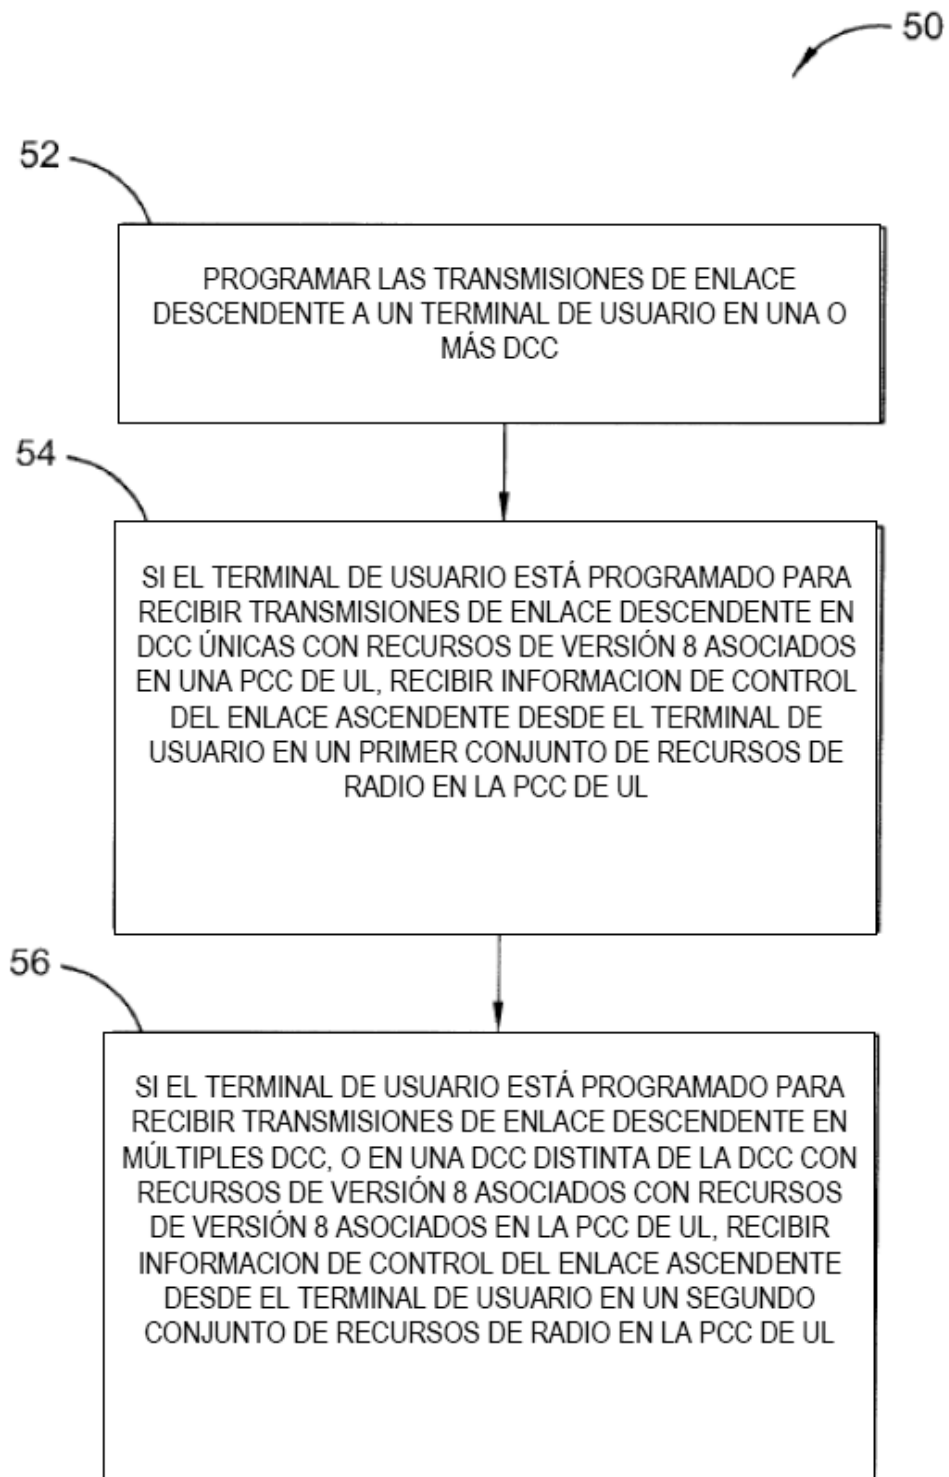 50
52
PROGRAMAR LAS TRANSMISIONES DE ENLACE
DESCENDENTE A UN TERMINAL DE USUARIO EN UNA O
MÁS DCC
54
SI EL TERMINAL DE USUARIO ESTÁ PROGRAMADO PARA
RECIBIR TRANSMISIONES DE ENLACE DESCENDENTE EN
DCC ÚNICAS CON RECURSOS DE VERSIÓN 8 ASOCIADOS
EN UNA PCC DE UL, RECIBIR INFORMACION DE CONTROL
DEL ENLACE ASCENDENTE DESDE EL TERMINAL DE
USUARIO EN UN PRIMER CONJUNTO DE RECURSOS DE
RADIO EN LA PCC DE UL
56
SI EL TERMINAL DE USUARIO ESTÁ PROGRAMADO PARA
RECIBIR TRANSMISIONES DE ENLACE DESCENDENTE EN
MÚLTIPLES DCC, O EN UNA DCC DISTINTA DE LA DCC CON
RECURSOS DE VERSIÓN 8 ASOCIADOS CON RECURSOS
DE VERSIÓN 8 ASOCIADOS EN LA PCC DE UL, RECIBIR
INFORMACION DE CONTROL DEL ENLACE ASCENDENTE
DESDE EL TERMINAL DE USUARIO EN UN SEGUNDO
CONJUNTO DE RECURSOS DE RADIO EN LA PCC DE UL